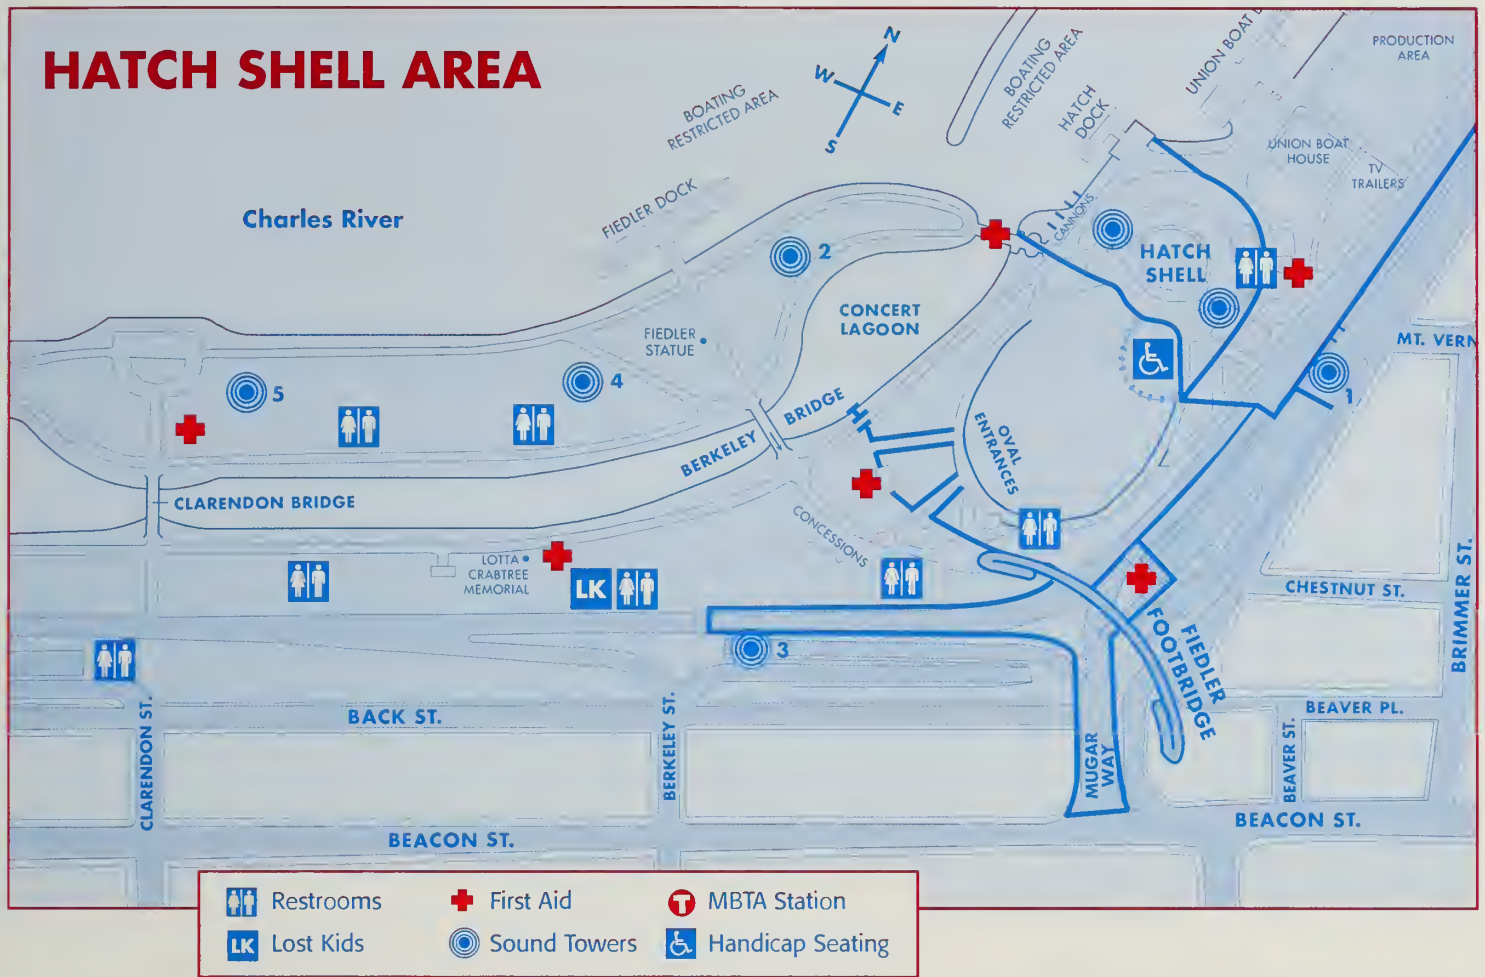 HATCH SHELL AREA
N
W
E
S
BOATING
RESTRICTED AREA
BOATING
RESTRICTED AREA
HATCH
DOCK
UNION BOAT
PRODUCTION
AREA
UNION BOAT
HOUSE
TV
TRAILERS
Charles River
FIEDLER DOCK
CANNONS
2
HATCH
SHELL
CONCERT
LAGOON
FIEDLER
STATUE
MT. VERN
5
4
1
BERKELEY BRIDGE
OVAL
ENTRANCES
CLARENDON BRIDGE
CONCESSIONS
LOTTA
CRABTREE
MEMORIAL
LK
CHESTNUT ST.
BRIMMER ST.
3
FIEDLER
FOOTBRIDGE
BACK ST.
BEAVER PL.
CLARENDON ST.
BERKELEY ST.
MUGAR
WAY
BEAVER ST.
BEACON ST.
BEACON ST.
Restrooms
First Aid
T
MBTA Station
LK
Lost Kids
Sound Towers
Handicap Seating